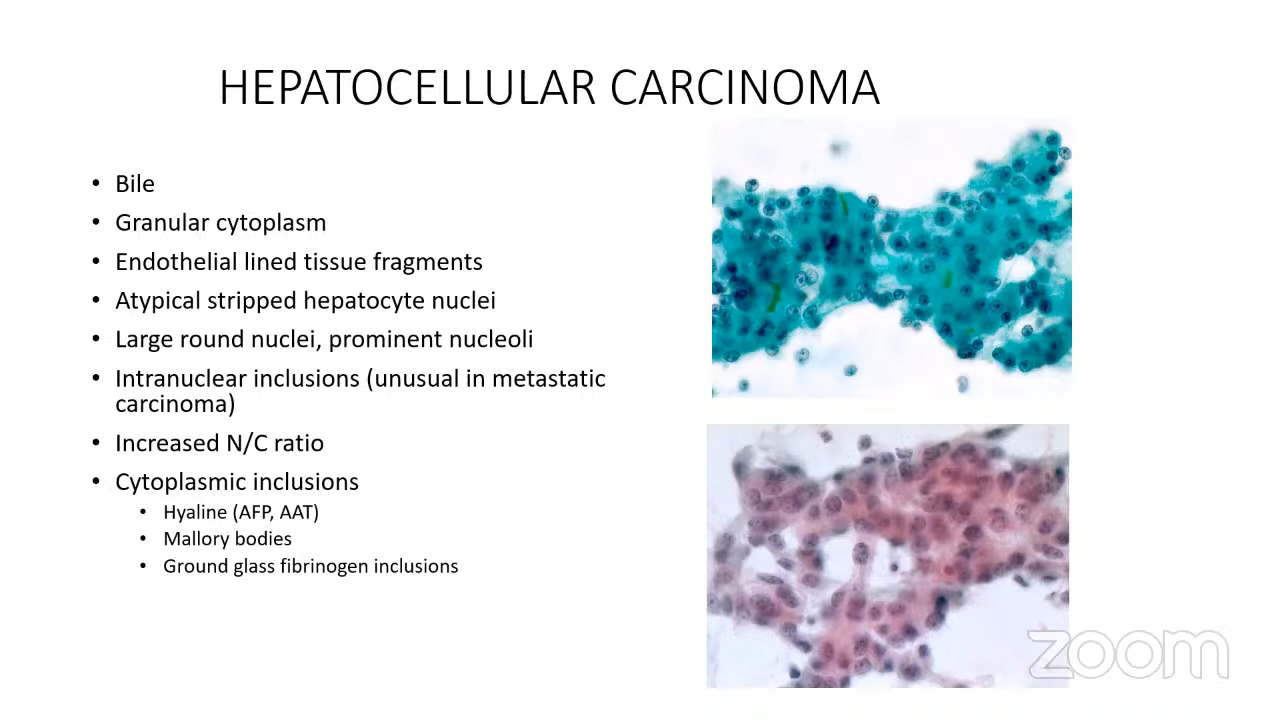 HEPATOCELLULAR CARCINOMA
• Bile
• Granular cytoplasm
• Endothelial lined tissue fragments
• Atypical stripped hepatocyte nuclei
• Large round nuclei, prominent nucleoli
• Intranuclear inclusions (unusual in metastatic
carcinoma)
• Increased N/C ratio
• Cytoplasmic inclusions
• Hyaline (AFP, AAT)
• Mallory bodies
• Ground glass fibrinogen inclusions
zoom